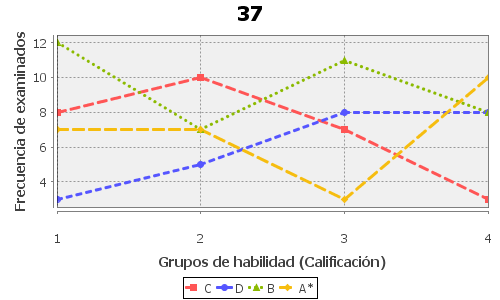 37
Frecuencia de examinados
12
10
8
6
4
1 2 3 4
Grupos de habilidad (Calificación)
C D B A*